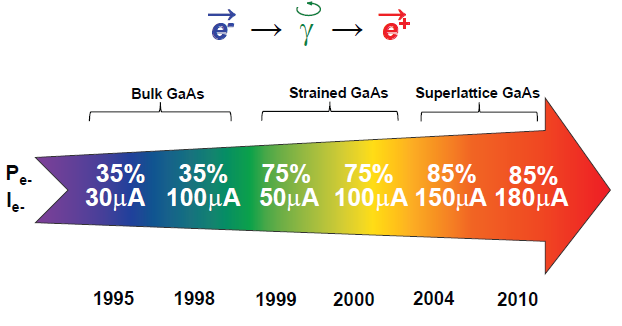 e- → γ → e+
Bulk GaAs Strained GaAs Superlattice GaAs
Pe- 35% 35% 75% 75% 85% 85%
Ie- 30μA 100μA 50μA 100μA 150μA 180μA
1995 1998 1999 2000 2004 2010